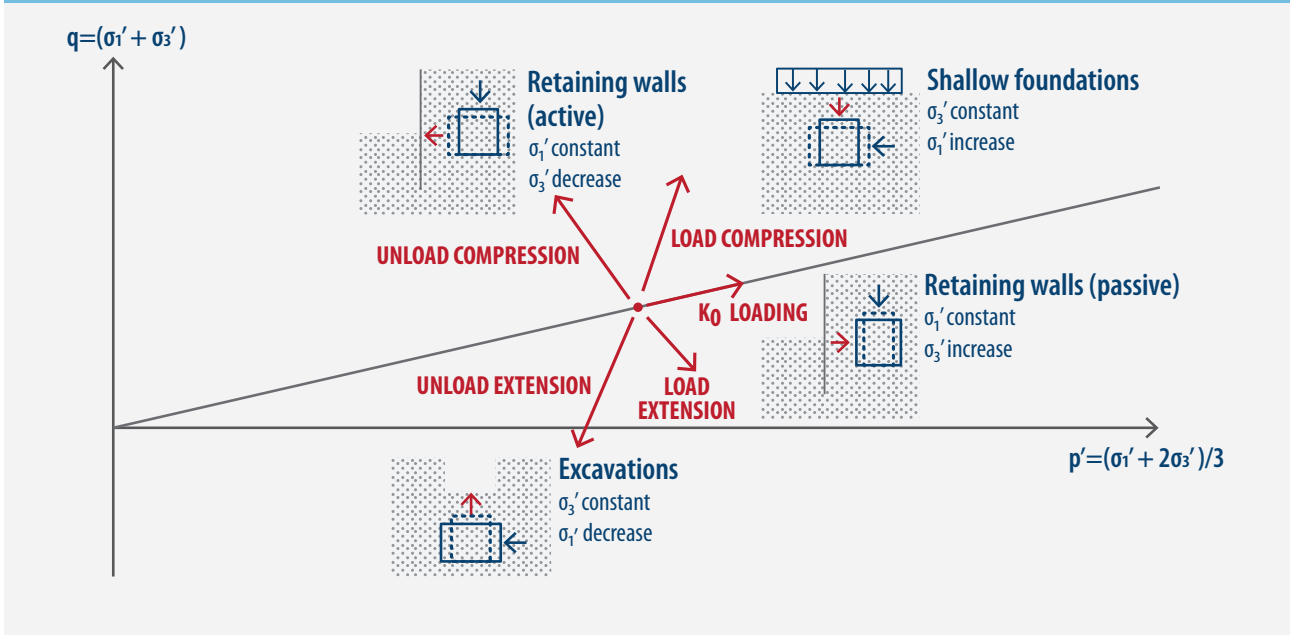 q=(σ₁′ + σ₃′)
Retaining walls
(active)
σ₁′ constant
σ₃′ decrease
Shallow foundations
σ₃′ constant
σ₁′ increase
UNLOAD COMPRESSION
LOAD COMPRESSION
K₀ LOADING
Retaining walls (passive)
σ₁′ constant
σ₃′ increase
UNLOAD EXTENSION
LOAD
EXTENSION
p′=(σ₁′ + 2σ₃′)/3
Excavations
σ₃′ constant
σ₁′ decrease